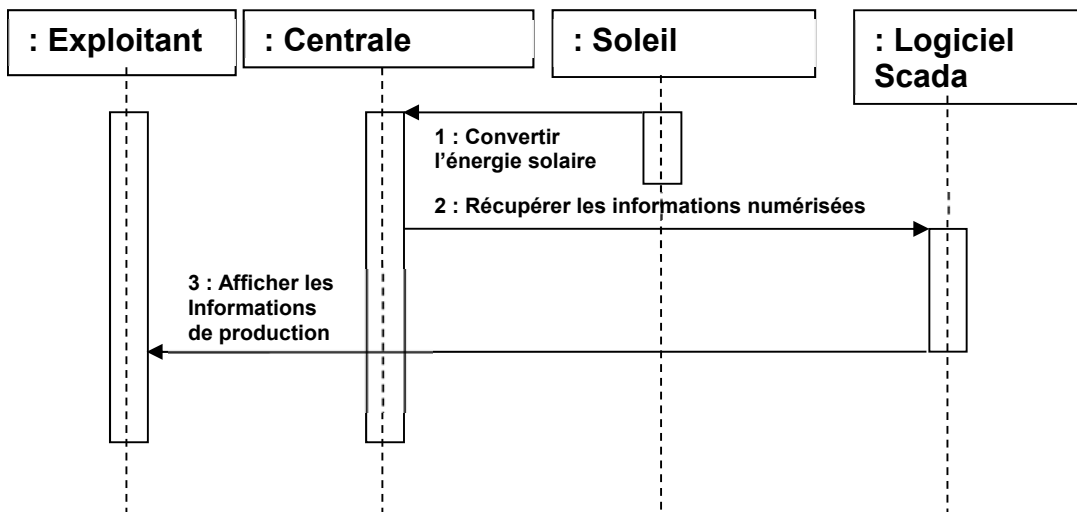 : Exploitant
: Centrale
: Soleil
: Logiciel
Scada
1 : Convertir
l’énergie solaire
2 : Récupérer les informations numérisées
3 : Afficher les
Informations
de production